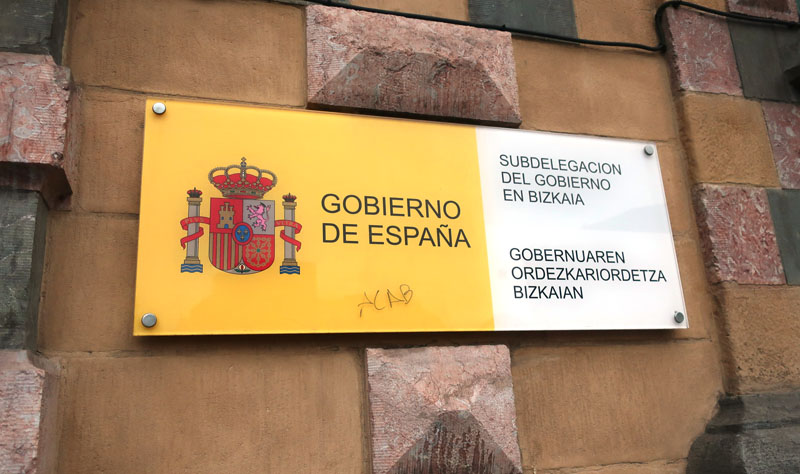 GOBIERNO
DE ESPAÑA
ACAB
SUBDELEGACION
DEL GOBIERNO
EN BIZKAIA
GOBERNUAREN
ORDEZKARIORDETZA
BIZKAIAN